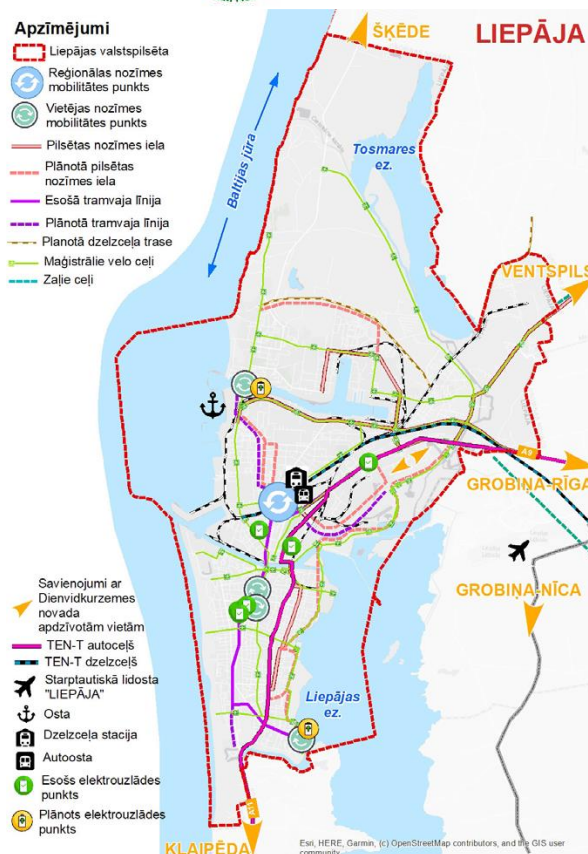 Apzīmējumi
Liepājas valstspilsēta
Reģionālas nozīmes
mobilitātes punkts
Vietējas nozīmes
mobilitātes punkts
Pilsētas nozīmes iela
Plānotā pilsētas
nozīmes iela
Esošā tramvaja līnija
Plānotā tramvaja līnija
Planotā dzelzceļa trase
Maģistrālie velo ceļi
Zaļie ceļi
Savienojumi ar
Dienvidkurzemes
novada
apdzīvotām vietām
TEN-T autoceļš
TEN-T dzelzceļš
Starptautiskā lidosta
"LIEPĀJA"
Osta
Dzelzceļa stacija
Autoosta
Esošs elektrouzlādes
punkts
Plānots elektrouzlādes
punkts
ŠĶĒDE
LIEPĀJA
Baltijas jūra
Tosmares
ez.
VENTSPILS
A9
GROBIŅA-RĪGA
GROBIŅA-NĪCA
Liepājas
ez.
KLAIPĒDA
Esri, HERE, Garmin, (c) OpenStreetMap contributors, and the GIS user
community